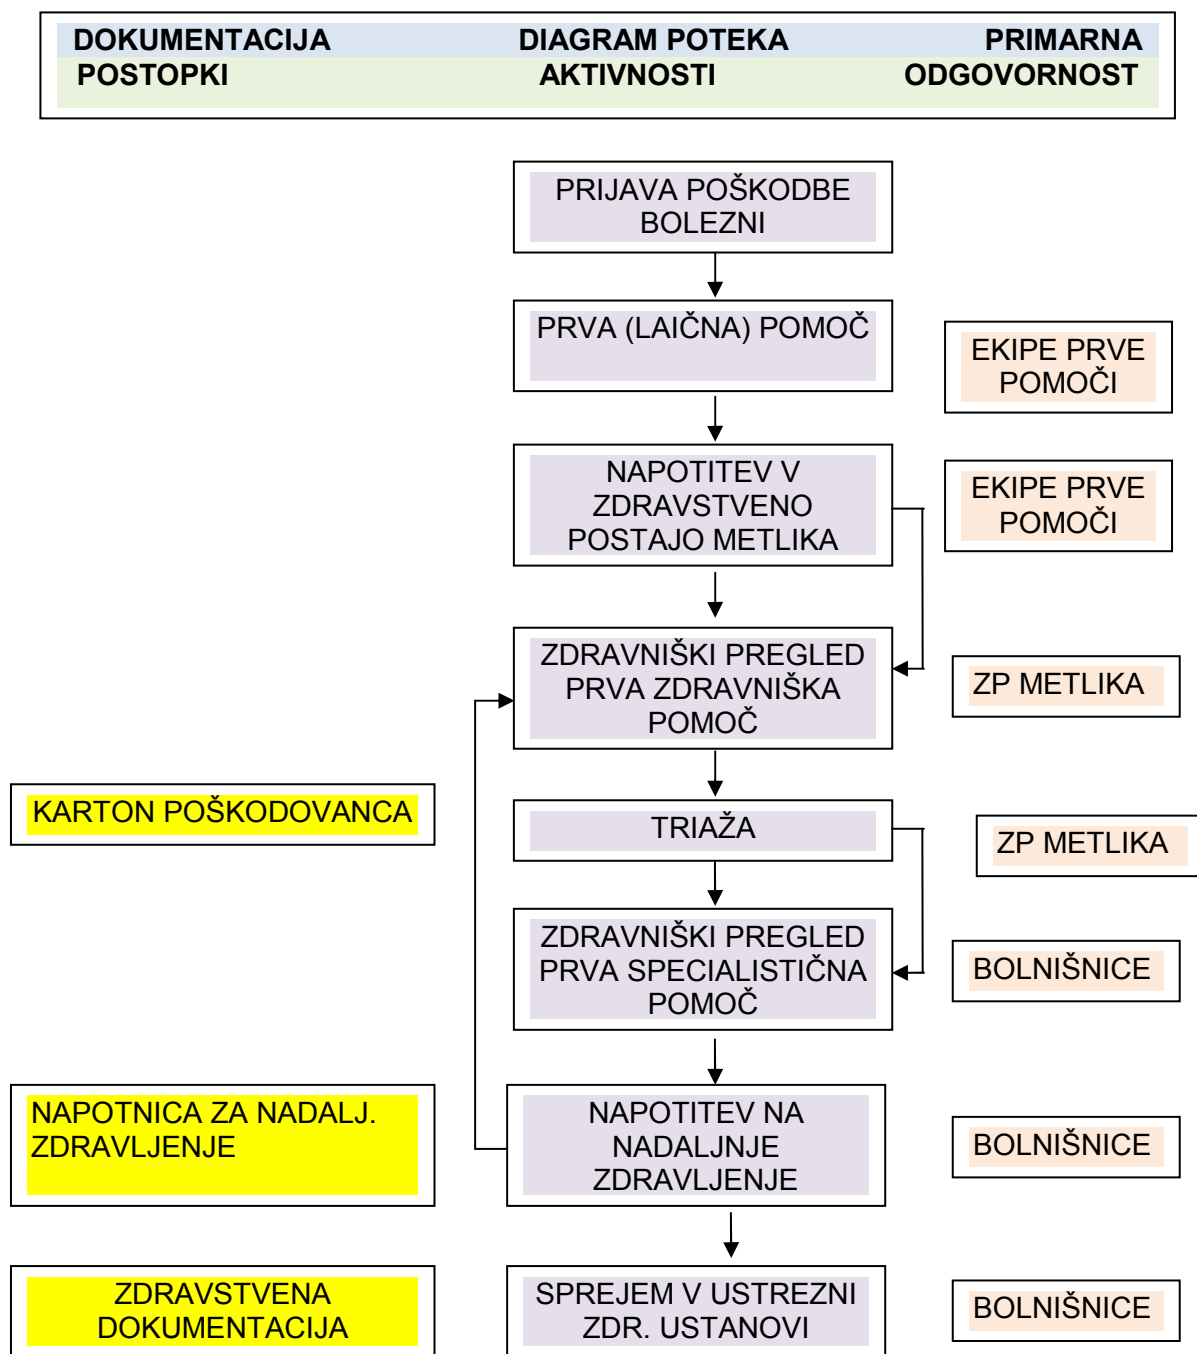 DOKUMENTACIJA DIAGRAM POTEKA PRIMARNA
POSTOPKI AKTIVNOSTI ODGOVORNOST
PRIJAVA POŠKODBE
BOLEZNI
PRVA (LAIČNA) POMOČ
EKIPE PRVE
POMOČI
NAPOTITEV V
ZDRAVSTVENO
POSTAJO METLIKA
EKIPE PRVE
POMOČI
ZDRAVNIŠKI PREGLED
PRVA ZDRAVNIŠKA
POMOČ
ZP METLIKA
KARTON POŠKODOVANCA
TRIAŽA
ZP METLIKA
ZDRAVNIŠKI PREGLED
PRVA SPECIALISTIČNA
POMOČ
BOLNIŠNICE
NAPOTNICA ZA NADALJ.
ZDRAVLJENJE
NAPOTITEV NA
NADALJNJE
ZDRAVLJENJE
BOLNIŠNICE
ZDRAVSTVENA
DOKUMENTACIJA
SPREJEM V USTREZNI
ZDR. USTANOVI
BOLNIŠNICE